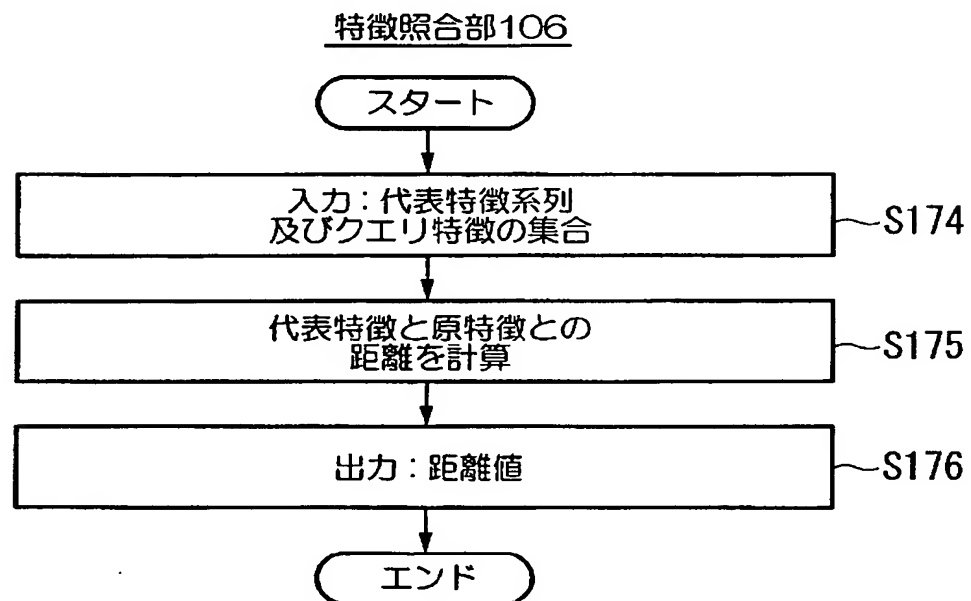 特徴照合部106
スタート
入力：代表特徴系列
及びクエリ特徴の集合
S174
代表特徴と原特徴との
距離を計算
S175
出力：距離値
S176
エンド